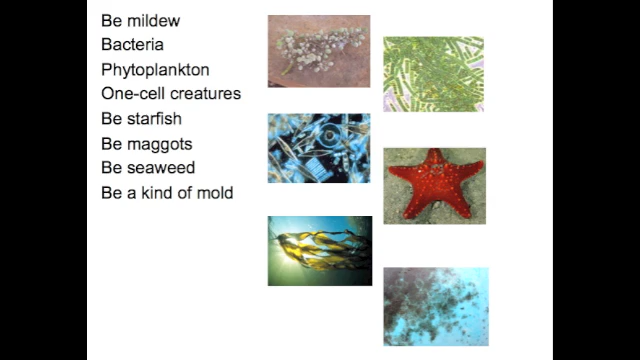 Be mildew
Bacteria
Phytoplankton
One-cell creatures
Be starfish
Be maggots
Be seaweed
Be a kind of mold